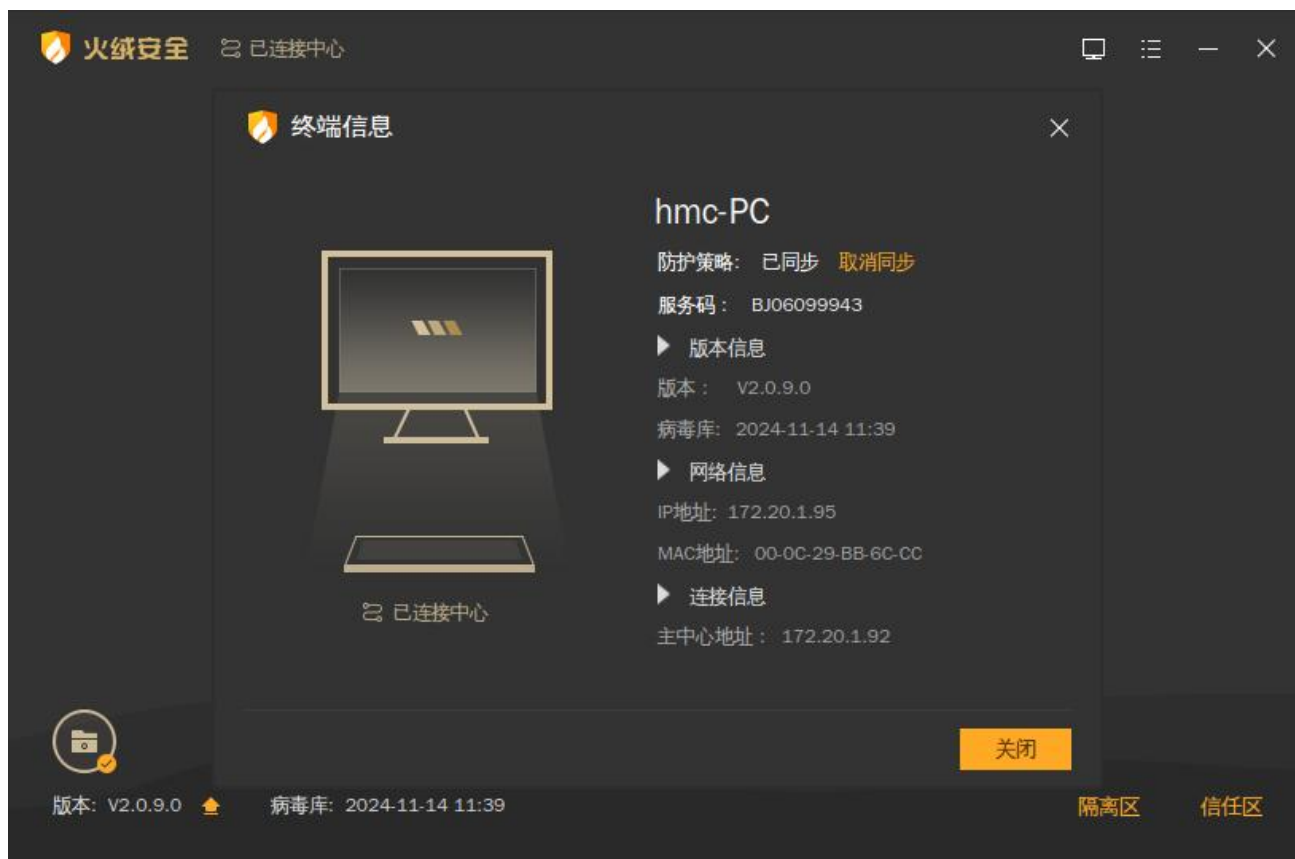 火绒安全 已连接中心
终端信息
hmc-PC
防护策略: 已同步 取消同步
服务码： BJ06099943
版本信息
版本： V2.0.9.0
病毒库: 2024-11-14 11:39
网络信息
IP地址: 172.20.1.95
MAC地址: 00-0C-29-BB-6C-CC
连接信息
主中心地址： 172.20.1.92
已连接中心
关闭
版本: V2.0.9.0 病毒库: 2024-11-14 11:39 隔离区 信任区